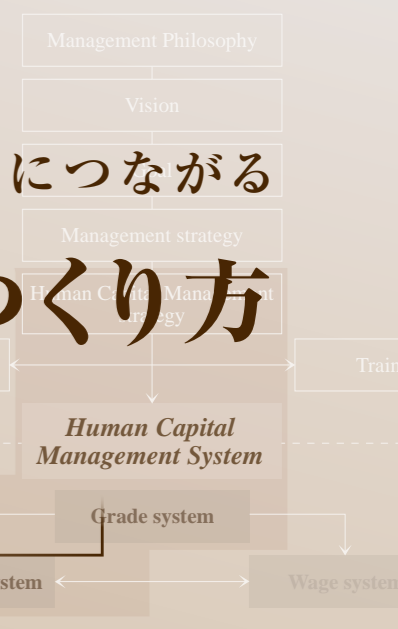 Management Philosophy
Vision
につながる
Management strategy
Human Capital Management
strategy
つくり方
Train
Human Capital
Management System
Grade system
stem
Wage system